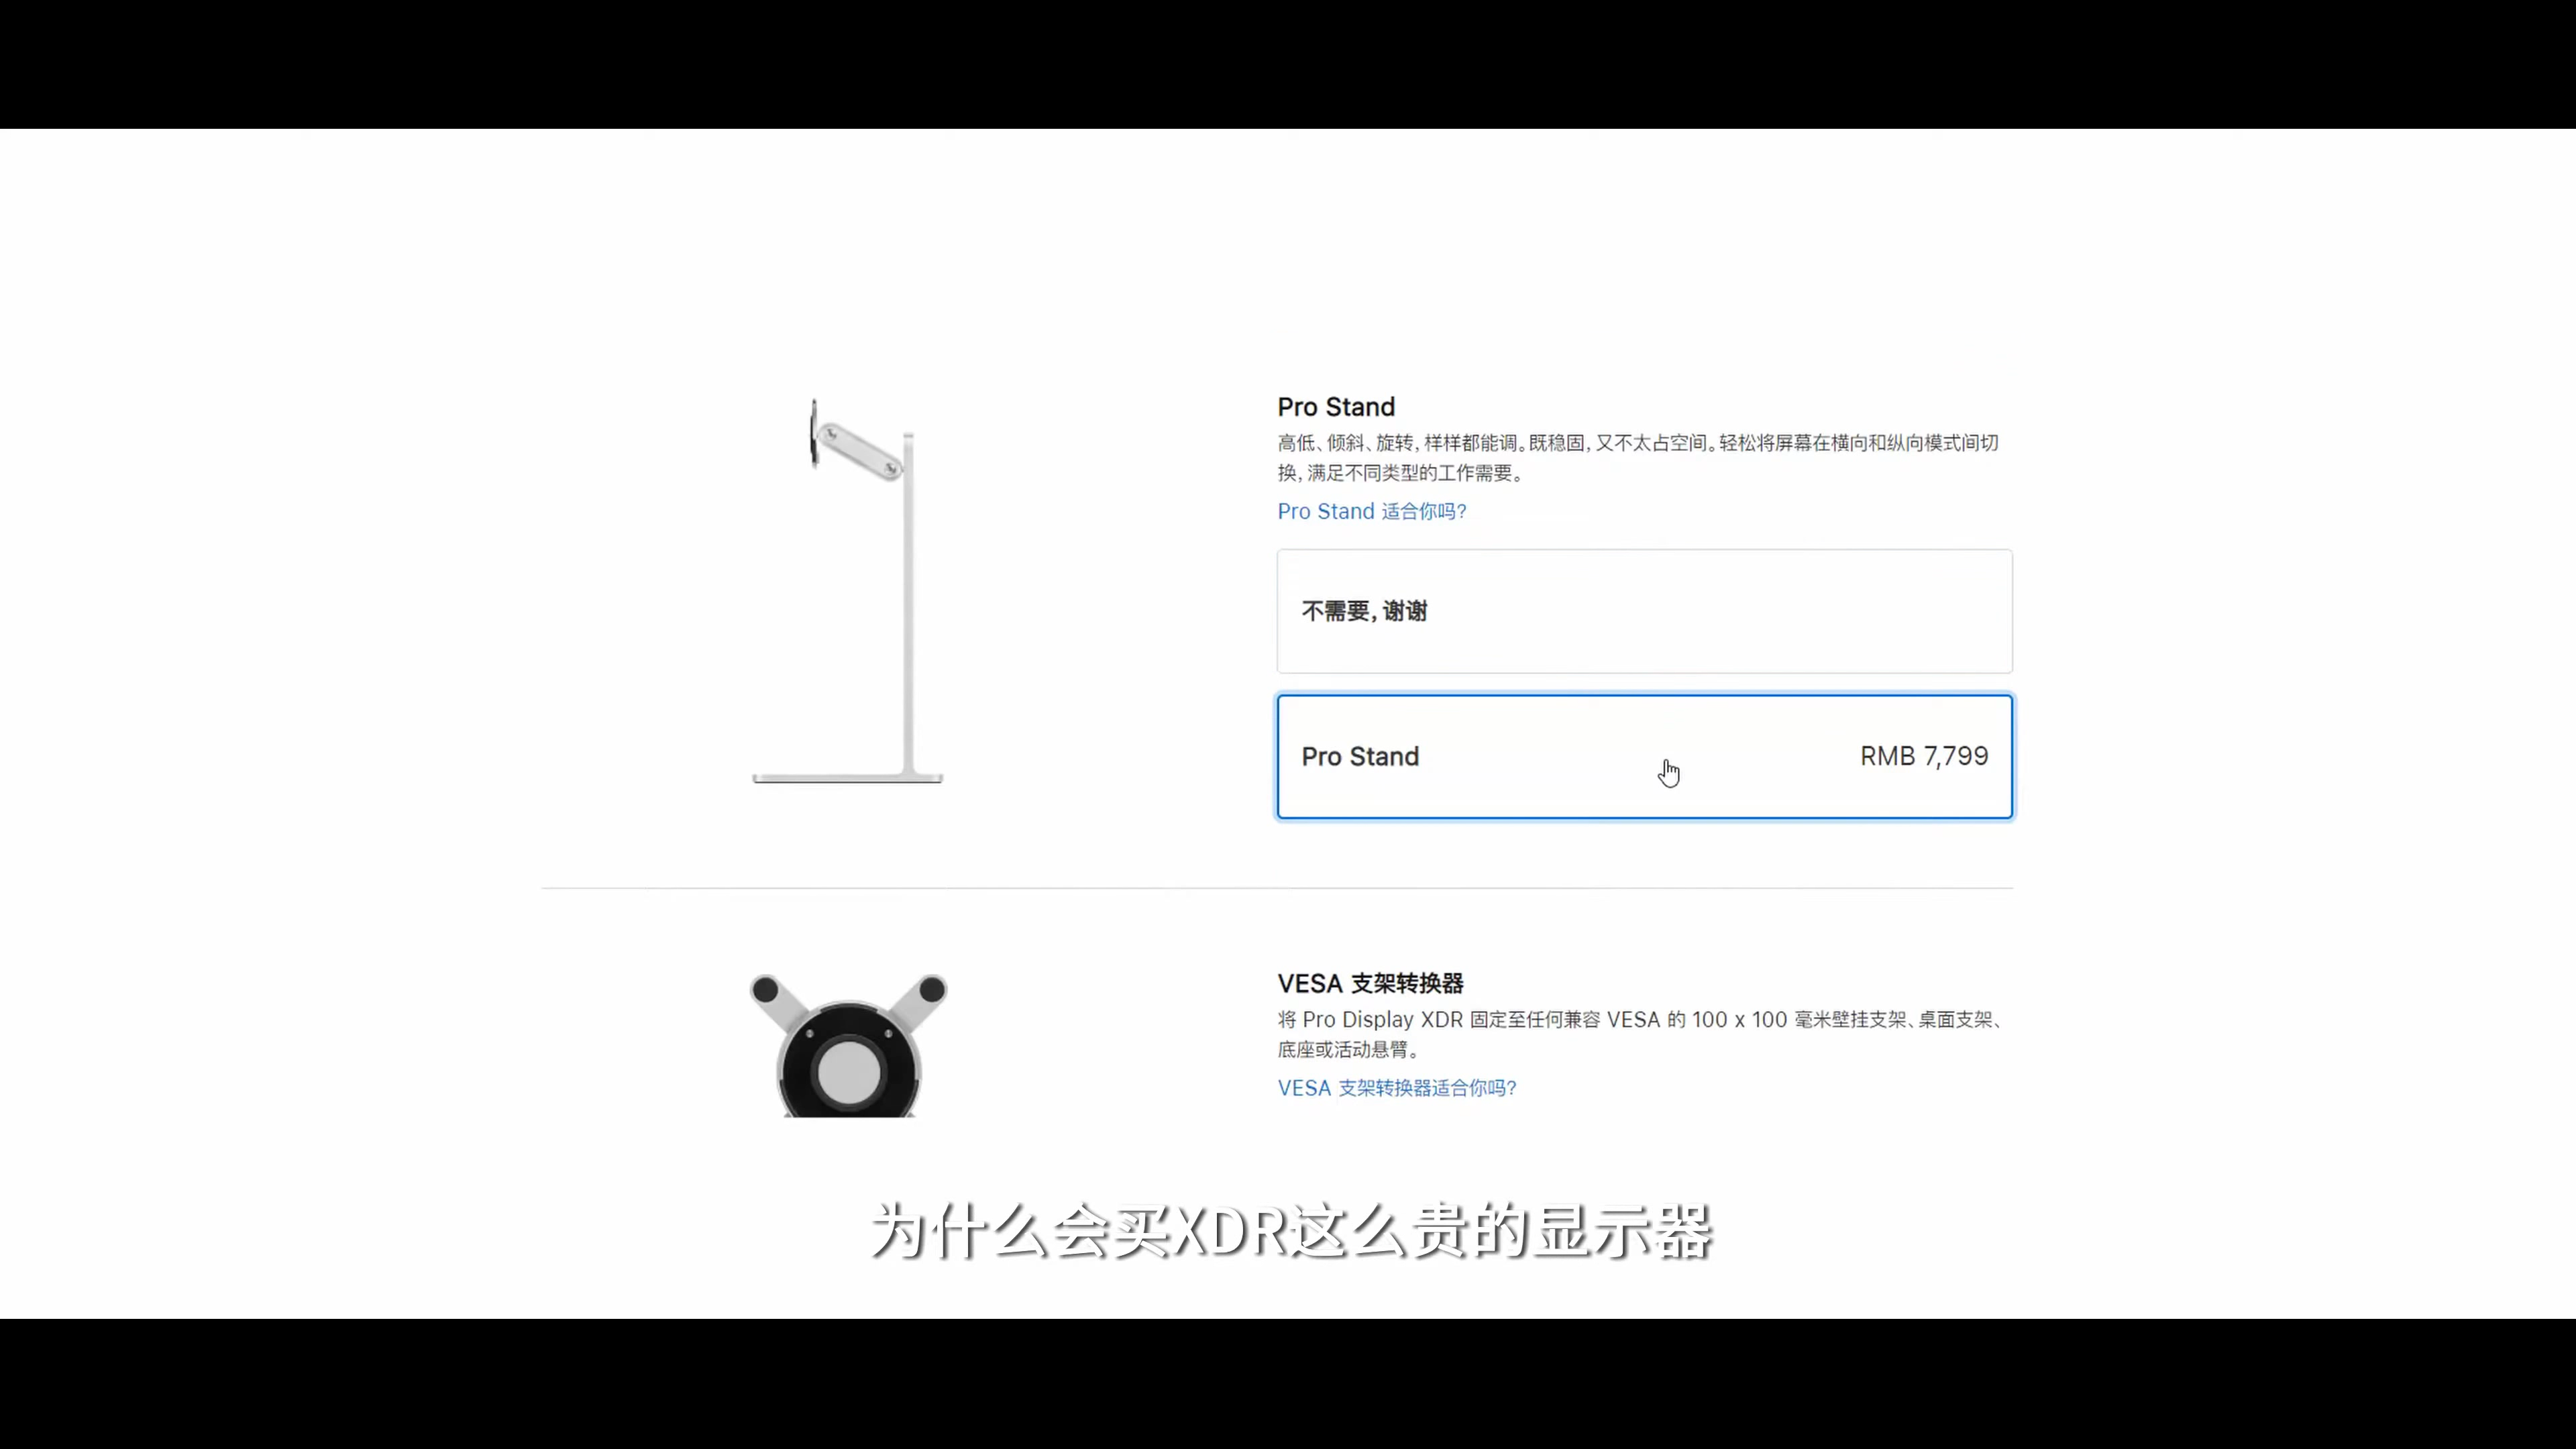 Pro Stand
高低、倾斜、旋转，样样都能调。既稳固，又不太占空间。轻松将屏幕在横向和纵向模式间切
换，满足不同类型的工作需要。
Pro Stand 适合你吗？
不需要，谢谢
Pro Stand RMB 7,799
VESA 支架转换器
将 Pro Display XDR 固定至任何兼容 VESA 的 100 x 100 毫米壁挂支架、桌面支架、
底座或活动悬臂。
VESA 支架转换器适合你吗？
为什么会买XDR这么贵的显示器